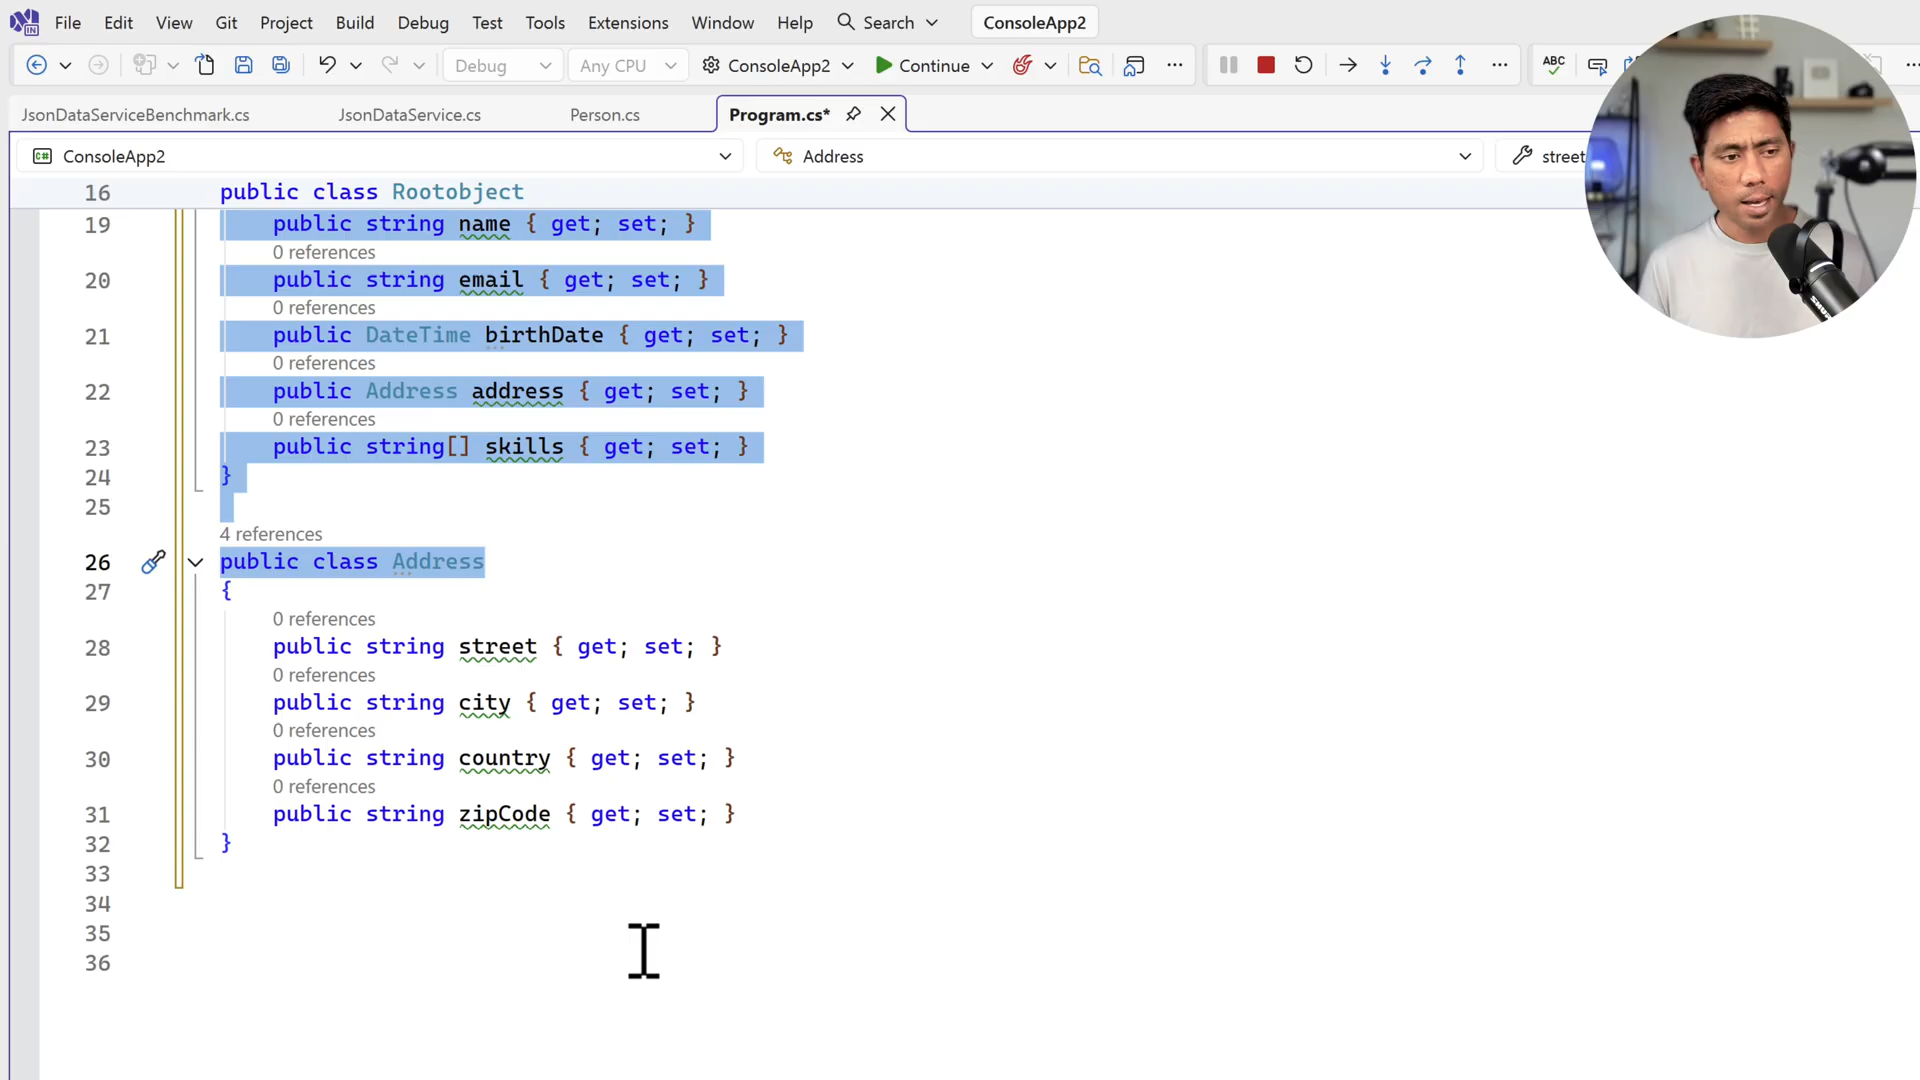 File Edit View Git Project Build Debug Test Tools Extensions Window Help Search ConsoleApp2
Debug Any CPU ConsoleApp2 Continue ABC
JsonDataServiceBenchmark.cs JsonDataService.cs Person.cs Program.cs*
C# ConsoleApp2 Address street
16 public class Rootobject
19 public string name { get; set; }
0 references
20 public string email { get; set; }
0 references
21 public DateTime birthDate { get; set; }
0 references
22 public Address address { get; set; }
0 references
23 public string[] skills { get; set; }
24 }
25
4 references
26 public class Address
27 {
0 references
28 public string street { get; set; }
0 references
29 public string city { get; set; }
0 references
30 public string country { get; set; }
0 references
31 public string zipCode { get; set; }
32 }
33
34
35
36